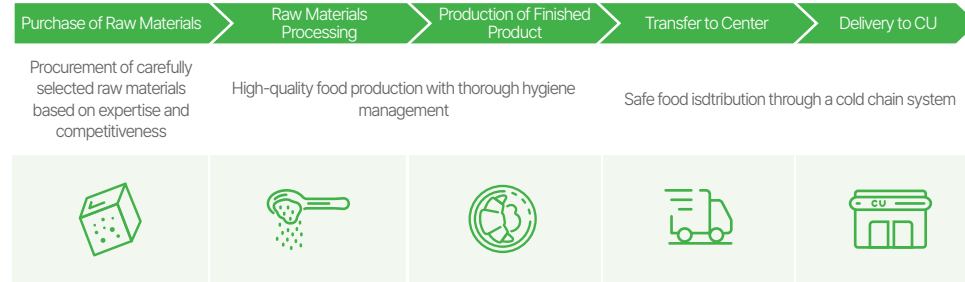 Purchase of Raw Materials
Raw Materials
Processing
Production of Finished
Product
Transfer to Center
Delivery to CU
Procurement of carefully
selected raw materials
based on expertise and
competitiveness
High-quality food production with thorough hygiene
management
Safe food isdtribution through a cold chain system
CU